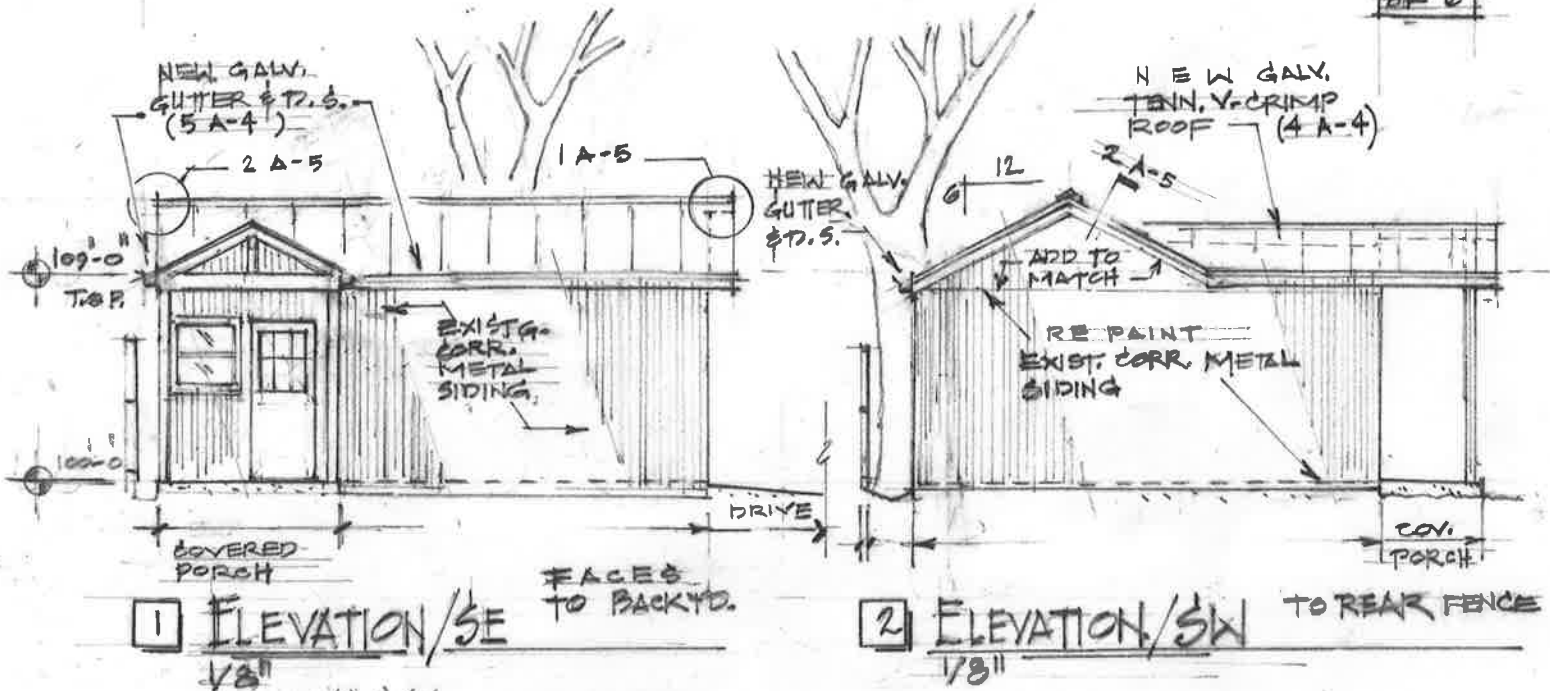 NEW GALV.
GUTTER & D.S.
(5 A-4)
2 A-5
1 A-5
109'-0"
T.O.P.
EXIST'G.
CORR.
METAL
SIDING.
100'-0"
DRIVE
COVERED
PORCH
FACES
TO BACKYD.
1 ELEVATION/SE
1/8"
NEW GALV.
TENN. V-CRIMP
ROOF (4 A-4)
12
6
2 A-5
NEW GALV.
GUTTER
& D.S.
ADD TO
MATCH
RE PAINT
EXIST. CORR. METAL
SIDING
COV.
PORCH
2 ELEVATION/SW TO REAR FENCE
1/8"